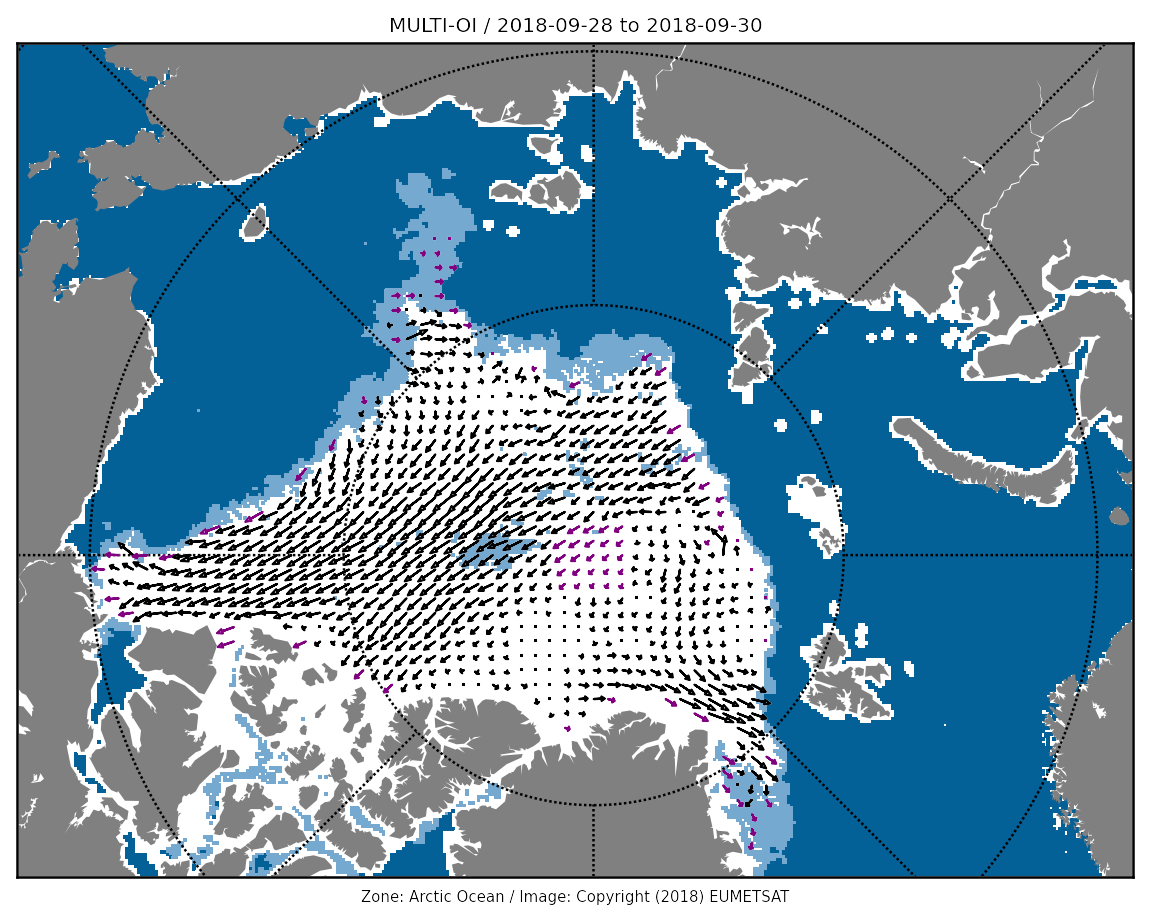 MULTI-OI / 2018-09-28 to 2018-09-30
Zone: Arctic Ocean / Image: Copyright (2018) EUMETSAT